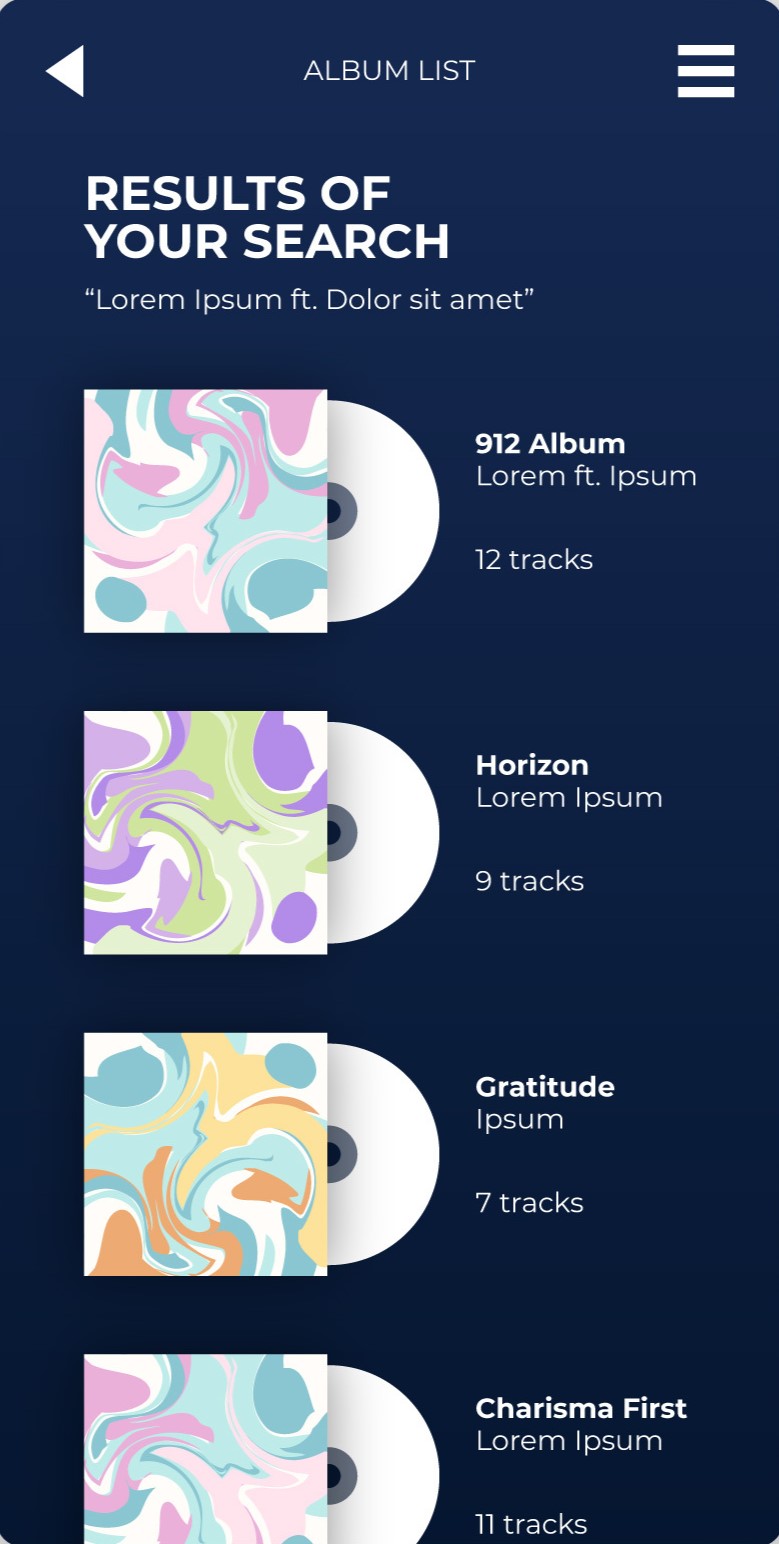 ALBUM LIST
RESULTS OF
YOUR SEARCH
“Lorem Ipsum ft. Dolor sit amet”
912 Album
Lorem ft. Ipsum
12 tracks
Horizon
Lorem Ipsum
9 tracks
Gratitude
Ipsum
7 tracks
Charisma First
Lorem Ipsum
11 tracks